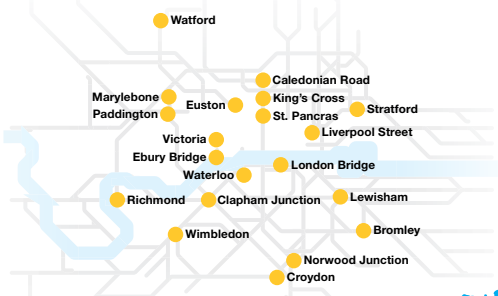 Watford
Caledonian Road
Marylebone
King's Cross
Euston
Stratford
Paddington
St. Pancras
Liverpool Street
Victoria
Ebury Bridge
London Bridge
Waterloo
Richmond
Clapham Junction
Lewisham
Bromley
Wimbledon
Norwood Junction
Croydon